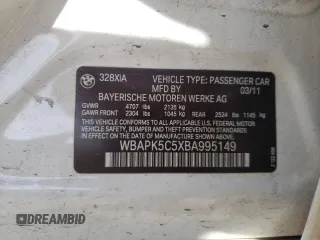 328XIA
VEHICLE TYPE: PASSENGER CAR
MFD BY 03/11
BAYERISCHE MOTOREN WERKE AG
GVWR 4707 lbs 2135 kg
GAWR FRONT 2304 lbs 1045 kg REAR 2524 lbs 1145 kg
THIS VEHICLE CONFORMS TO ALL APPLICABLE FEDERAL
MOTOR VEHICLE SAFETY, BUMPER, AND THEFT
PREVENTION STANDARDS
IN EFFECT ON THE DATE OF MANUFACTURE SHOWN ABOVE.
WBAPK5C5XBA995149
DREAMBID